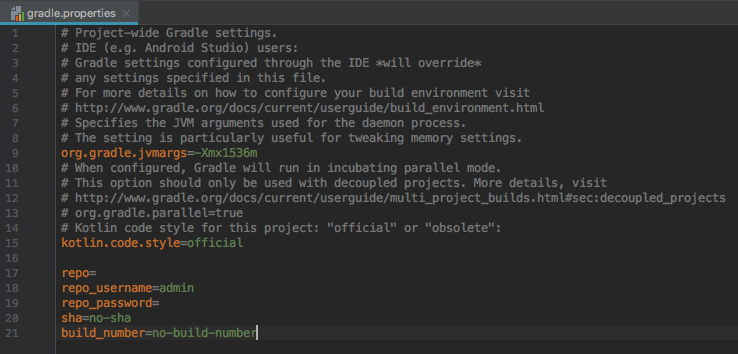 gradle.properties
1 # Project-wide Gradle settings.
2 # IDE (e.g. Android Studio) users:
3 # Gradle settings configured through the IDE *will override*
4 # any settings specified in this file.
5 # For more details on how to configure your build environment visit
6 # http://www.gradle.org/docs/current/userguide/build_environment.html
7 # Specifies the JVM arguments used for the daemon process.
8 # The setting is particularly useful for tweaking memory settings.
9 org.gradle.jvmargs=-Xmx1536m
10 # When configured, Gradle will run in incubating parallel mode.
11 # This option should only be used with decoupled projects. More details, visit
12 # http://www.gradle.org/docs/current/userguide/multi_project_builds.html#sec:decoupled_projects
13 # org.gradle.parallel=true
14 # Kotlin code style for this project: "official" or "obsolete":
15 kotlin.code.style=official
16
17 repo=
18 repo_username=admin
19 repo_password=
20 sha=no-sha
21 build_number=no-build-number